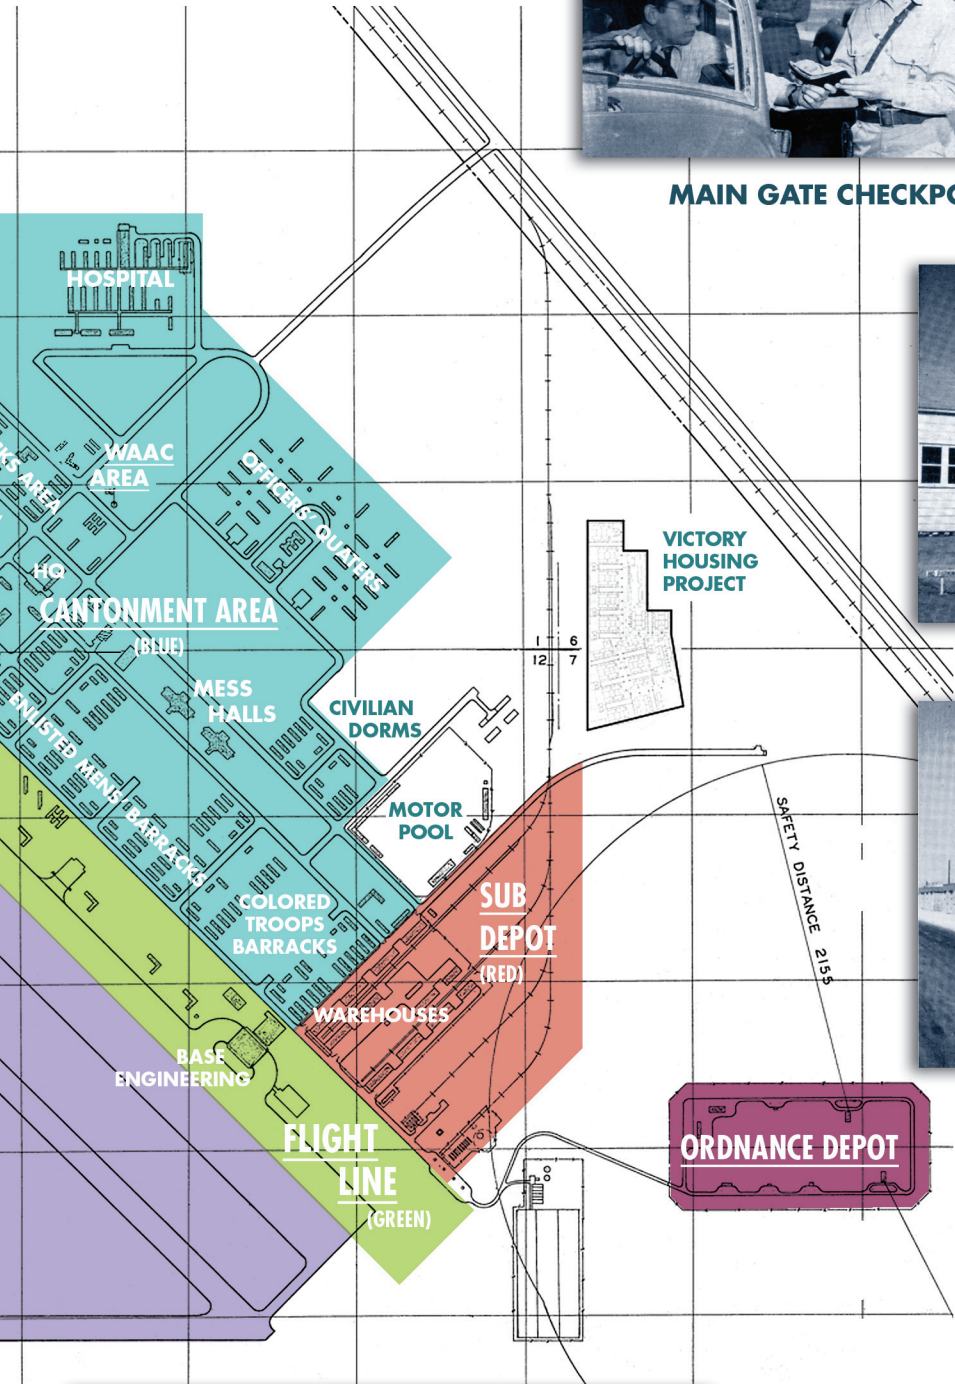 MAIN GATE
HOSPITAL
WAAC
AREA
OFFICERS' QUATERS
AREA
HQ
CANTONMENT AREA
(BLUE)
VICTORY
HOUSING
PROJECT
1 6
12 7
MESS
HALLS
CIVILIAN
DORMS
ENLISTED MENS' BARRACKS
MOTOR
POOL
SAFETY DISTANCE 2155
SUB
DEPOT
(RED)
COLORED
TROOPS
BARRACKS
WAREHOUSES
BASE
ENGINEERING
FLIGHT
LINE
(GREEN)
ORDNANCE DEPOT